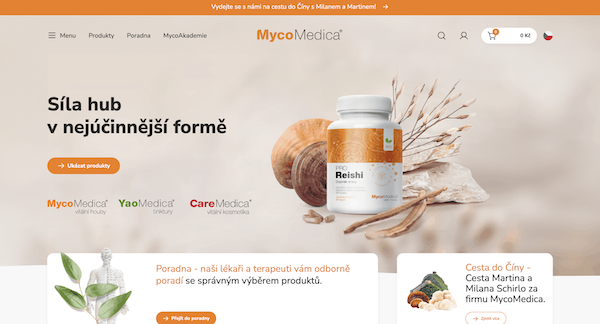 Vydejte se s námi na cestu do Číny s Milanem a Martinem! →
Menu Produkty Poradna MycoAkademie
MycoMedica®
0
0 Kč
Síla hub
v nejúčinnější formě
→ Ukázat produkty
MycoMedica®
vitální houby
YaoMedica®
tinktury
CareMedica®
vitální kosmetika
PRO
Reishi
MycoMedica
Poradna - naši lékaři a terapeuti vám odborně
poradí se správným výběrem produktů.
→ Přejít do poradny
Cesta do Číny -
Cesta Martina a
Milana Schirlo za
firmu MycoMedica.
→ Zjistit více